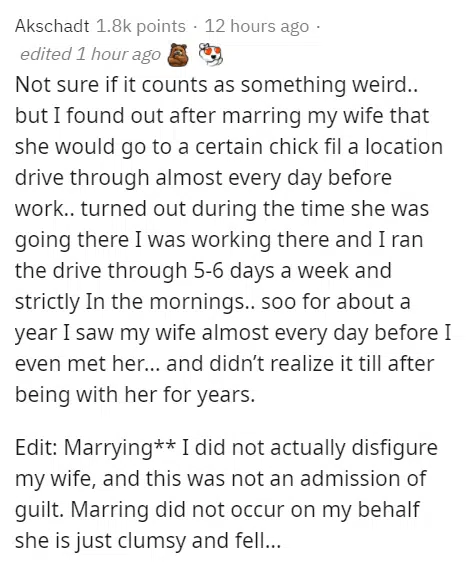 Akschadt 1.8k points · 12 hours ago ·
edited 1 hour ago
Not sure if it counts as something weird..
but I found out after marring my wife that
she would go to a certain chick fil a location
drive through almost every day before
work.. turned out during the time she was
going there I was working there and I ran
the drive through 5-6 days a week and
strictly In the mornings.. soo for about a
year I saw my wife almost every day before I
even met her... and didn’t realize it till after
being with her for years.
Edit: Marrying** I did not actually disfigure
my wife, and this was not an admission of
guilt. Marring did not occur on my behalf
she is just clumsy and fell...